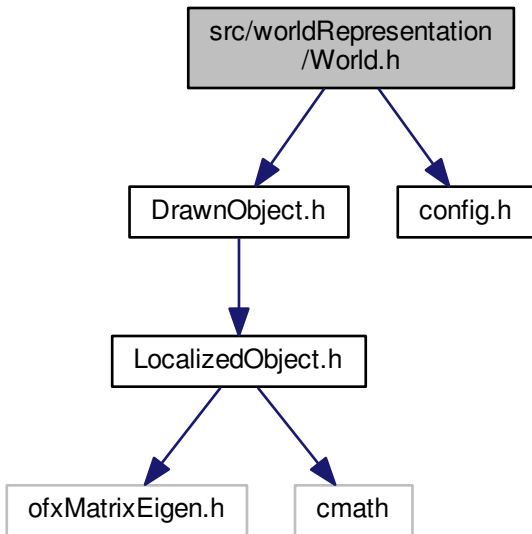 src/worldRepresentation
/World.h
DrawnObject.h
config.h
LocalizedObject.h
ofxMatrixEigen.h
cmath